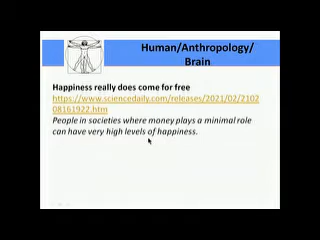 Human/Anthropology/
Brain
Happiness really does come for free
https://www.sciencedaily.com/releases/2021/02/2102
08161922.htm
People in societies where money plays a minimal role
can have very high levels of happiness.